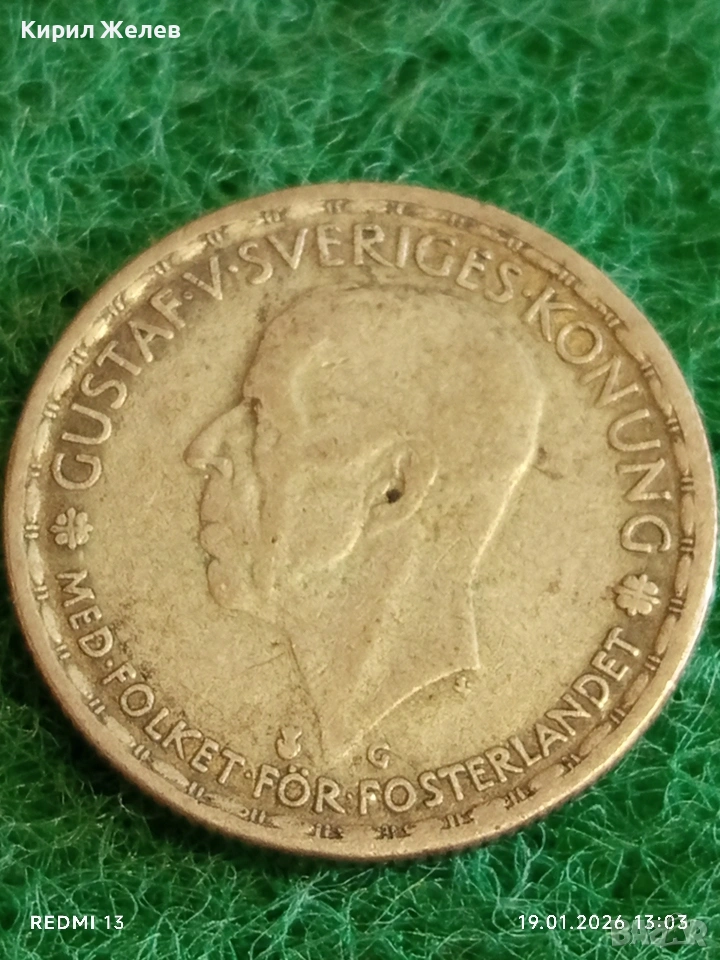 Кирил Желев
GUSTAF·V·SVERIGES·KONUNG
MED·FOLKET·FÖR·FOSTERLANDET
G
REDMI 13
19.01.2026 13:03